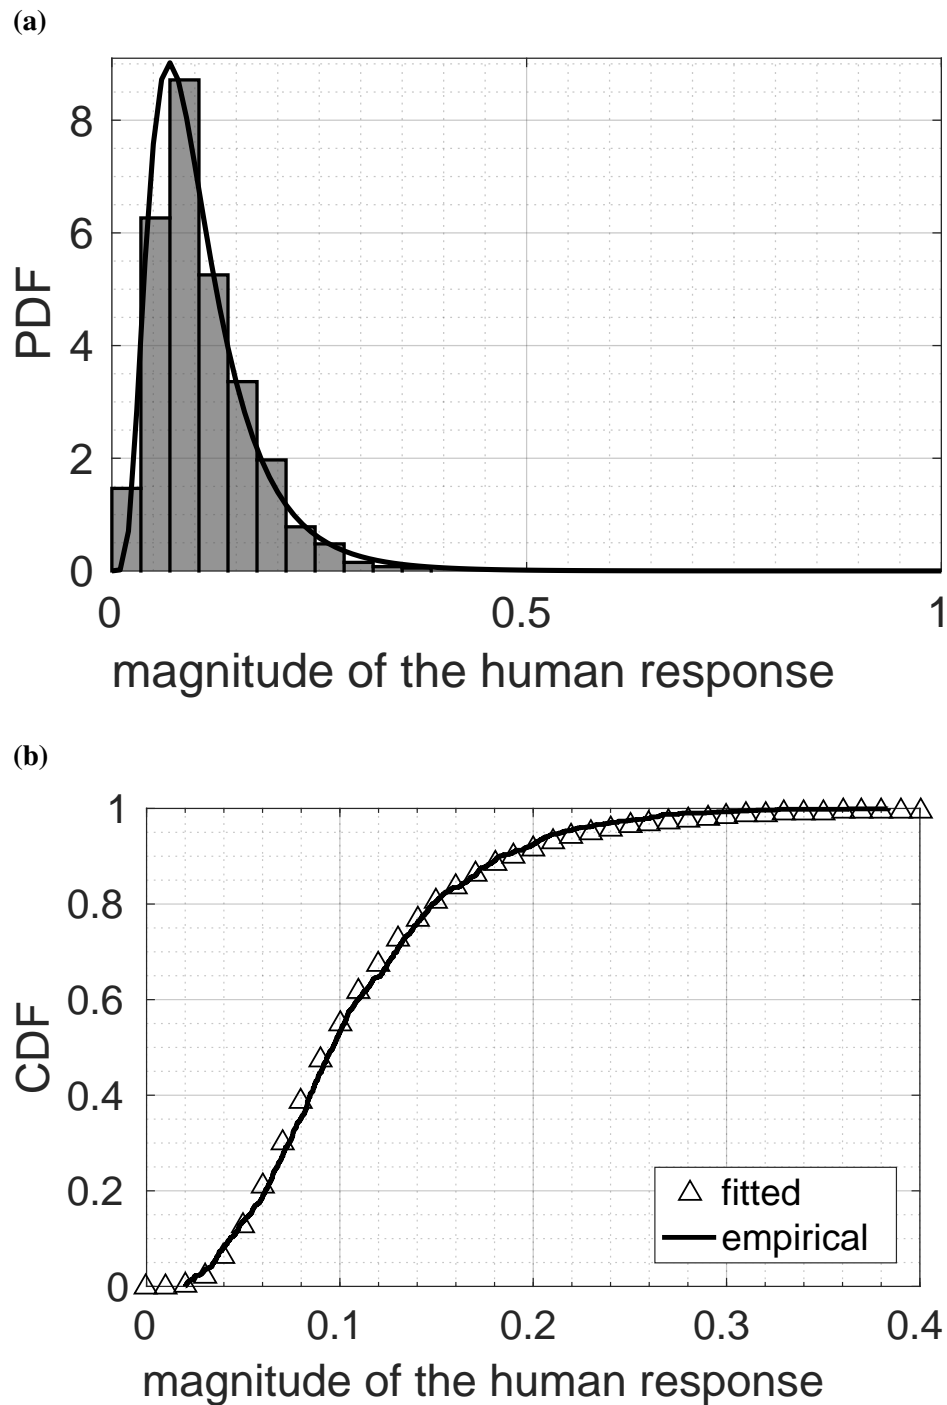 (a)
8
6
4
2
0
0 0.5 1
PDF
magnitude of the human response
(b)
1
0.8
0.6
0.4
0.2
0
0 0.1 0.2 0.3 0.4
CDF
fitted
empirical
magnitude of the human response